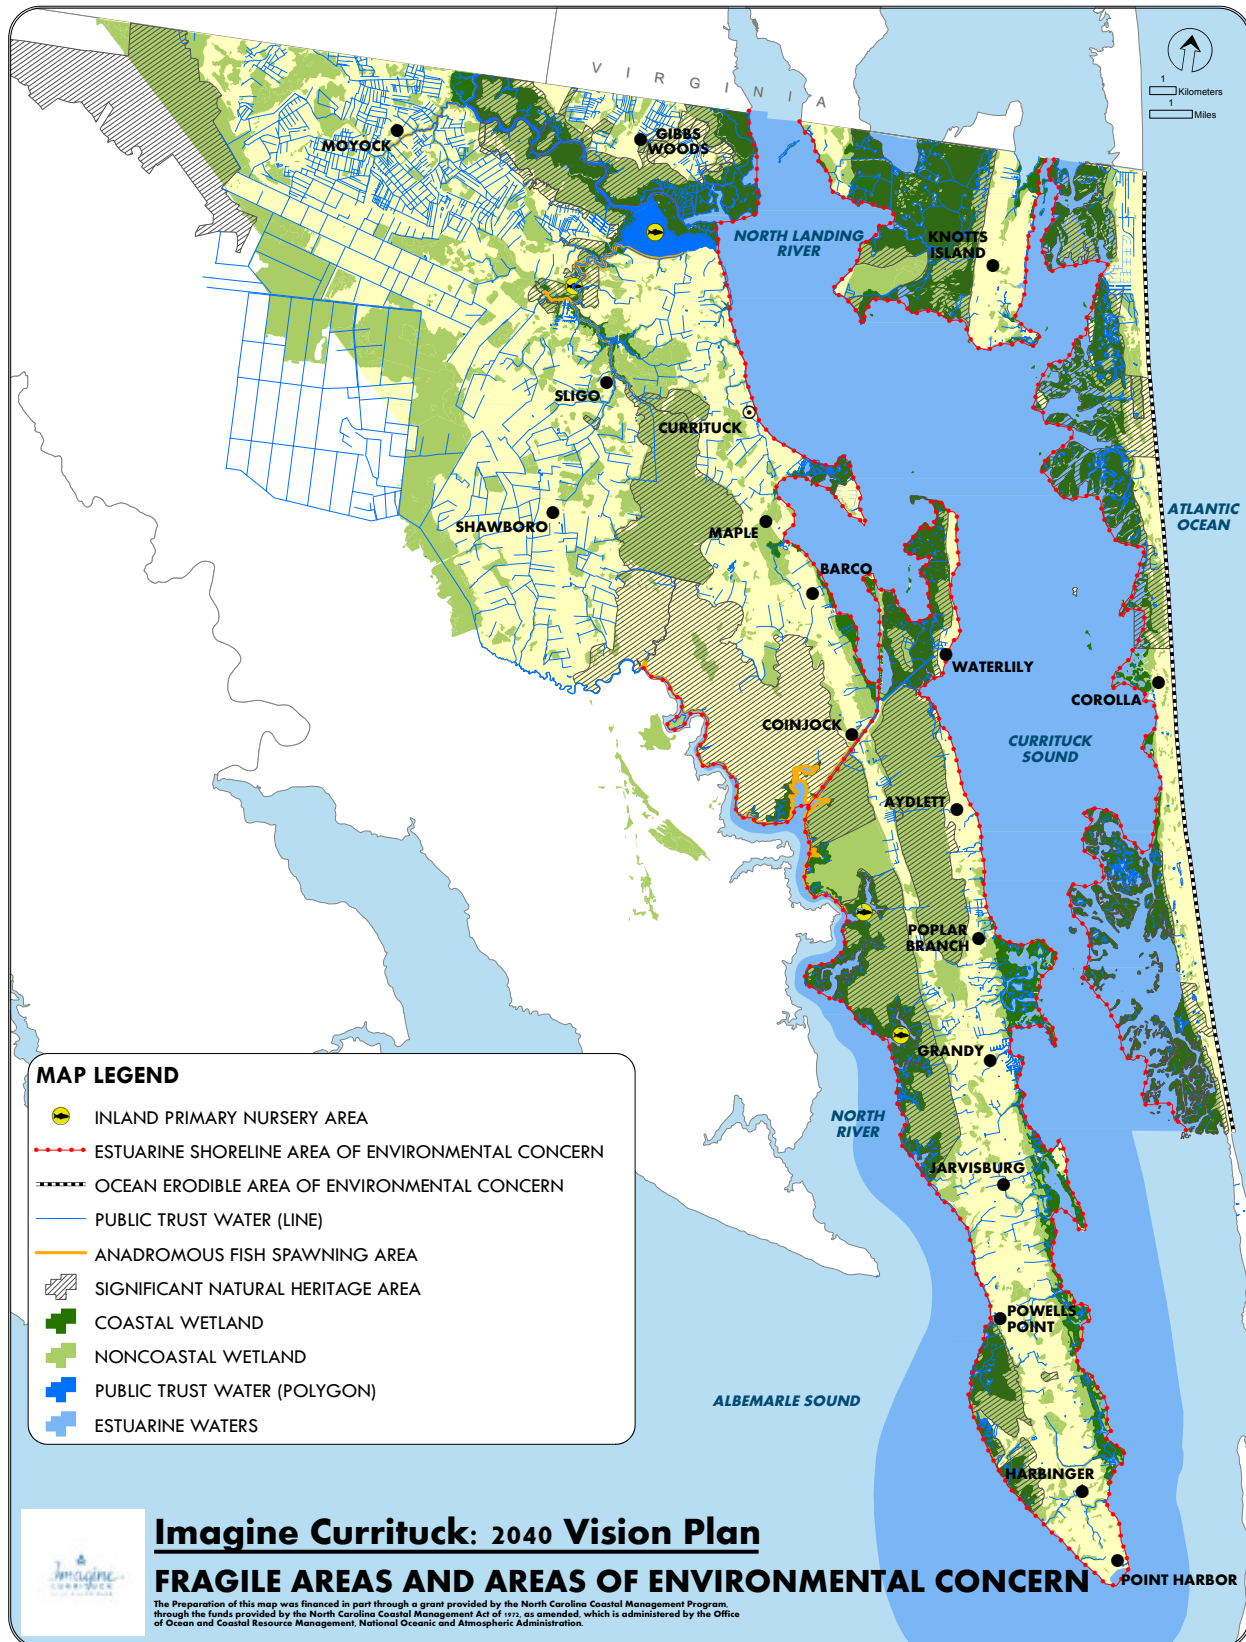 VIRGINIA
1
Kilometers
1
Miles
MOYOCK
GIBBS
WOODS
NORTH LANDING
RIVER
KNOTTS
ISLAND
SLIGO
CURRITUCK
ATLANTIC
OCEAN
SHAWBORO
MAPLE
BARCO
WATERLILY
COROLLA
COINJOCK
CURRITUCK
SOUND
AYDLETT
POPLAR
BRANCH
GRANDY
NORTH
RIVER
JARVISBURG
POWELLS
POINT
ALBEMARLE SOUND
HARBINGER
POINT HARBOR
MAP LEGEND
INLAND PRIMARY NURSERY AREA
ESTUARINE SHORELINE AREA OF ENVIRONMENTAL CONCERN
OCEAN ERODIBLE AREA OF ENVIRONMENTAL CONCERN
PUBLIC TRUST WATER (LINE)
ANADROMOUS FISH SPAWNING AREA
SIGNIFICANT NATURAL HERITAGE AREA
COASTAL WETLAND
NONCOASTAL WETLAND
PUBLIC TRUST WATER (POLYGON)
ESTUARINE WATERS
Imagine
CURRITUCK
Imagine Currituck: 2040 Vision Plan
FRAGILE AREAS AND AREAS OF ENVIRONMENTAL CONCERN
The Preparation of this map was financed in part through a grant provided by the North Carolina Coastal Management Program,
through the funds provided by the North Carolina Coastal Management Act of 1972, as amended, which is administered by the Office
of Ocean and Coastal Resource Management, National Oceanic and Atmospheric Administration.